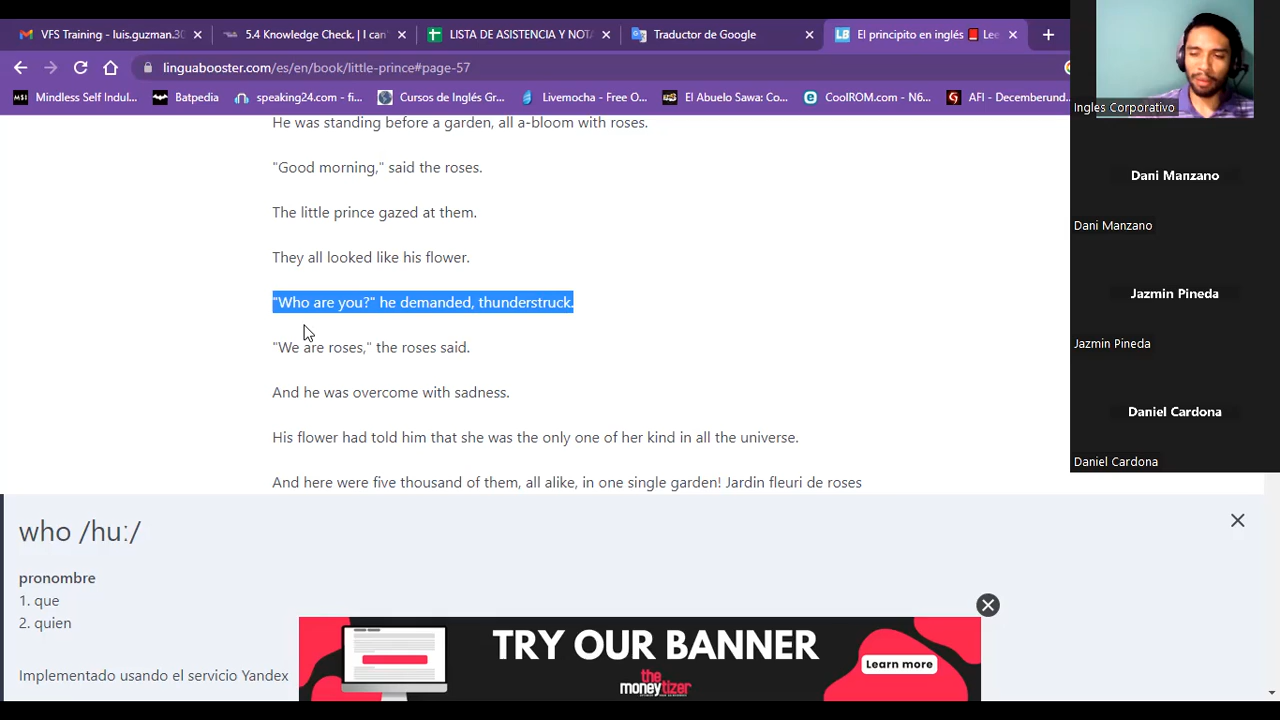 VFS Training - luis.guzman.30
5.4 Knowledge Check. | I can'
LISTA DE ASISTENCIA Y NOTA
Traductor de Google
El principito en inglés Lee
linguabooster.com/es/en/book/little-prince#page-57
Mindless Self Indul...
Batpedia
speaking24.com - fi...
Cursos de Inglés Gr...
Livemocha - Free O...
El Abuelo Sawa: Co...
CoolROM.com - N6...
AFI - Decemberund
He was standing before a garden, all a-bloom with roses.
"Good morning," said the roses.
The little prince gazed at them.
They all looked like his flower.
"Who are you?" he demanded, thunderstruck.
"We are roses," the roses said.
And he was overcome with sadness.
His flower had told him that she was the only one of her kind in all the universe.
And here were five thousand of them, all alike, in one single garden! Jardin fleuri de roses
who /huː/
pronombre
1. que
2. quien
Implementado usando el servicio Yandex
TRY OUR BANNER
the
moneytizer
Learn more
Ingles Corporativo
Dani Manzano
Dani Manzano
Jazmin Pineda
Jazmin Pineda
Daniel Cardona
Daniel Cardona